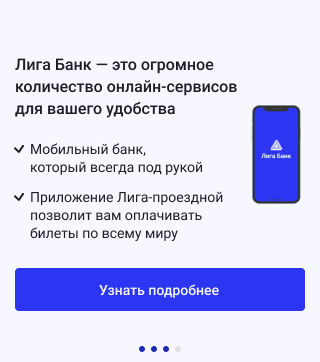 Лига Банк — это огромное
количество онлайн-сервисов
для вашего удобства
Мобильный банк,
который всегда под рукой
Лига Банк
Приложение Лига-проездной
позволит вам оплачивать
билеты по всему миру
Узнать подробнее